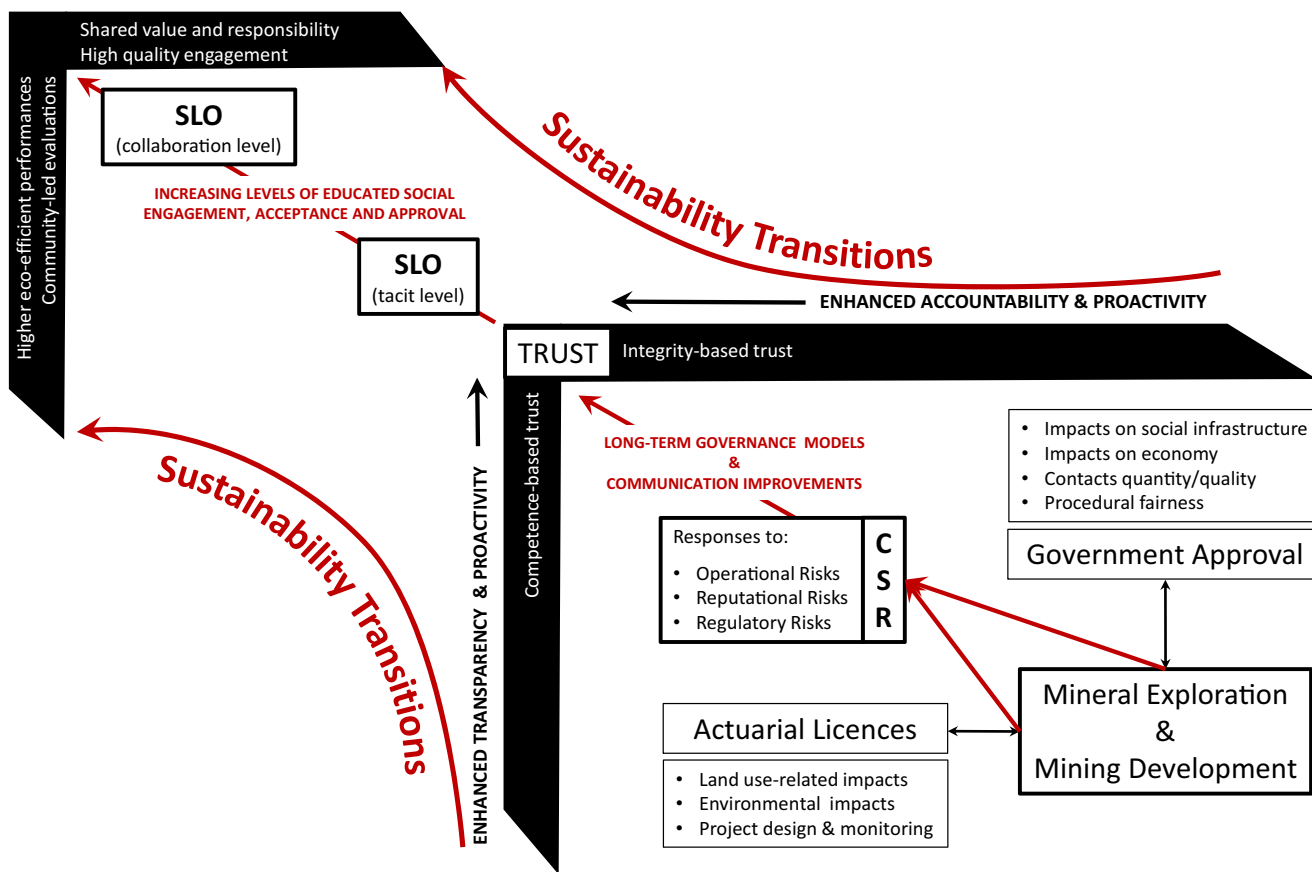 Shared value and responsibility
High quality engagement
Higher eco-efficient performances
Community-led evaluations
SLO
(collaboration level)
INCREASING LEVELS OF EDUCATED SOCIAL
ENGAGEMENT, ACCEPTANCE AND APPROVAL
SLO
(tacit level)
Sustainability Transitions
ENHANCED ACCOUNTABILITY & PROACTIVITY
TRUST
Integrity-based trust
Competence-based trust
ENHANCED TRANSPARENCY & PROACTIVITY
Sustainability Transitions
LONG-TERM GOVERNANCE MODELS
&
COMMUNICATION IMPROVEMENTS
Responses to:
• Operational Risks
• Reputational Risks
• Regulatory Risks
C
S
R
• Impacts on social infrastructure
• Impacts on economy
• Contacts quantity/quality
• Procedural fairness
Government Approval
Mineral Exploration
&
Mining Development
Actuarial Licences
• Land use-related impacts
• Environmental impacts
• Project design & monitoring